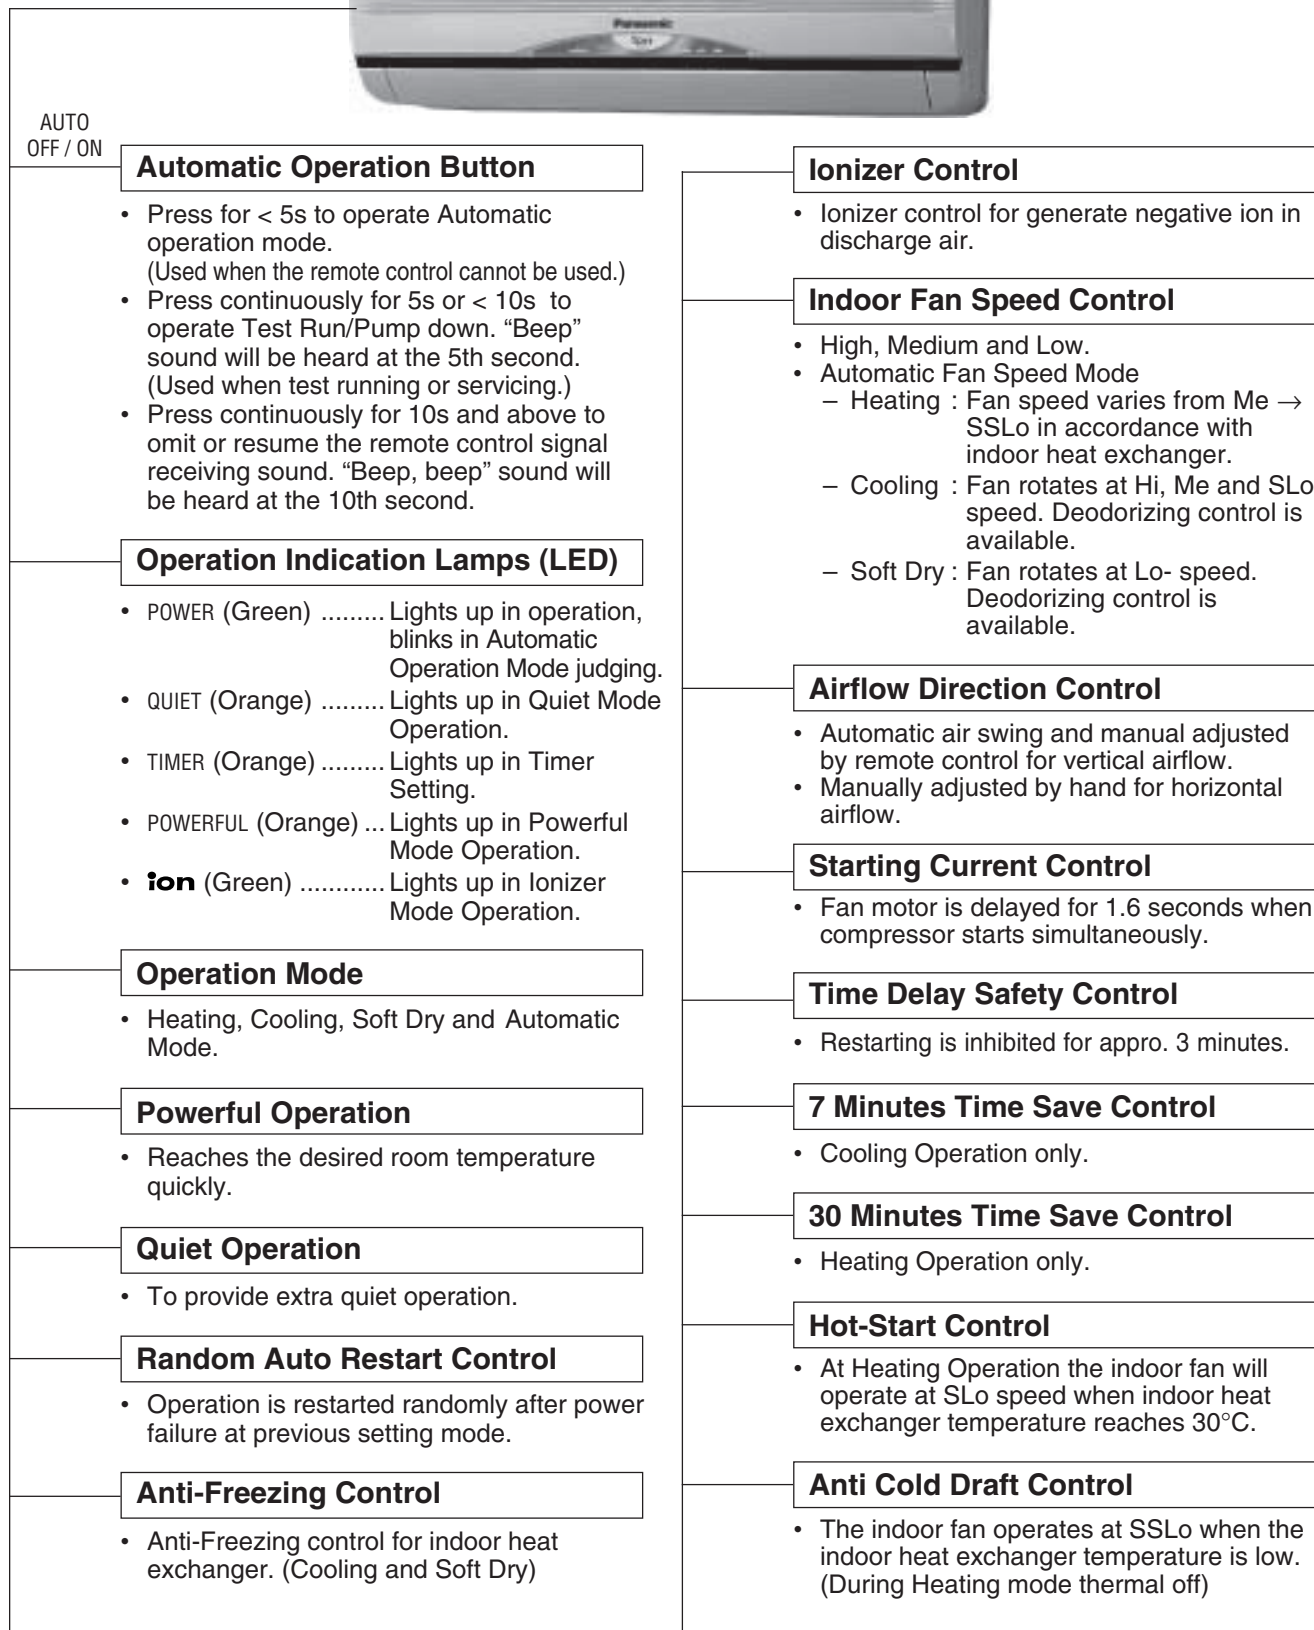 Panasonic
ion
AUTO
OFF / ON
Automatic Operation Button
• Press for < 5s to operate Automatic
operation mode.
(Used when the remote control cannot be used.)
• Press continuously for 5s or < 10s to
operate Test Run/Pump down. “Beep”
sound will be heard at the 5th second.
(Used when test running or servicing.)
• Press continuously for 10s and above to
omit or resume the remote control signal
receiving sound. “Beep, beep” sound will
be heard at the 10th second.
Operation Indication Lamps (LED)
• POWER (Green) ......... Lights up in operation,
blinks in Automatic
Operation Mode judging.
• QUIET (Orange) ......... Lights up in Quiet Mode
Operation.
• TIMER (Orange) ......... Lights up in Timer
Setting.
• POWERFUL (Orange) ... Lights up in Powerful
Mode Operation.
• ion (Green) ............ Lights up in Ionizer
Mode Operation.
Operation Mode
• Heating, Cooling, Soft Dry and Automatic
Mode.
Powerful Operation
• Reaches the desired room temperature
quickly.
Quiet Operation
• To provide extra quiet operation.
Random Auto Restart Control
• Operation is restarted randomly after power
failure at previous setting mode.
Anti-Freezing Control
• Anti-Freezing control for indoor heat
exchanger. (Cooling and Soft Dry)
Ionizer Control
• Ionizer control for generate negative ion in
discharge air.
Indoor Fan Speed Control
• High, Medium and Low.
• Automatic Fan Speed Mode
– Heating : Fan speed varies from Me →
SSLo in accordance with
indoor heat exchanger.
– Cooling : Fan rotates at Hi, Me and SLo
speed. Deodorizing control is
available.
– Soft Dry : Fan rotates at Lo- speed.
Deodorizing control is
available.
Airflow Direction Control
• Automatic air swing and manual adjusted
by remote control for vertical airflow.
• Manually adjusted by hand for horizontal
airflow.
Starting Current Control
• Fan motor is delayed for 1.6 seconds when
compressor starts simultaneously.
Time Delay Safety Control
• Restarting is inhibited for appro. 3 minutes.
7 Minutes Time Save Control
• Cooling Operation only.
30 Minutes Time Save Control
• Heating Operation only.
Hot-Start Control
• At Heating Operation the indoor fan will
operate at SLo speed when indoor heat
exchanger temperature reaches 30°C.
Anti Cold Draft Control
• The indoor fan operates at SSLo when the
indoor heat exchanger temperature is low.
(During Heating mode thermal off)